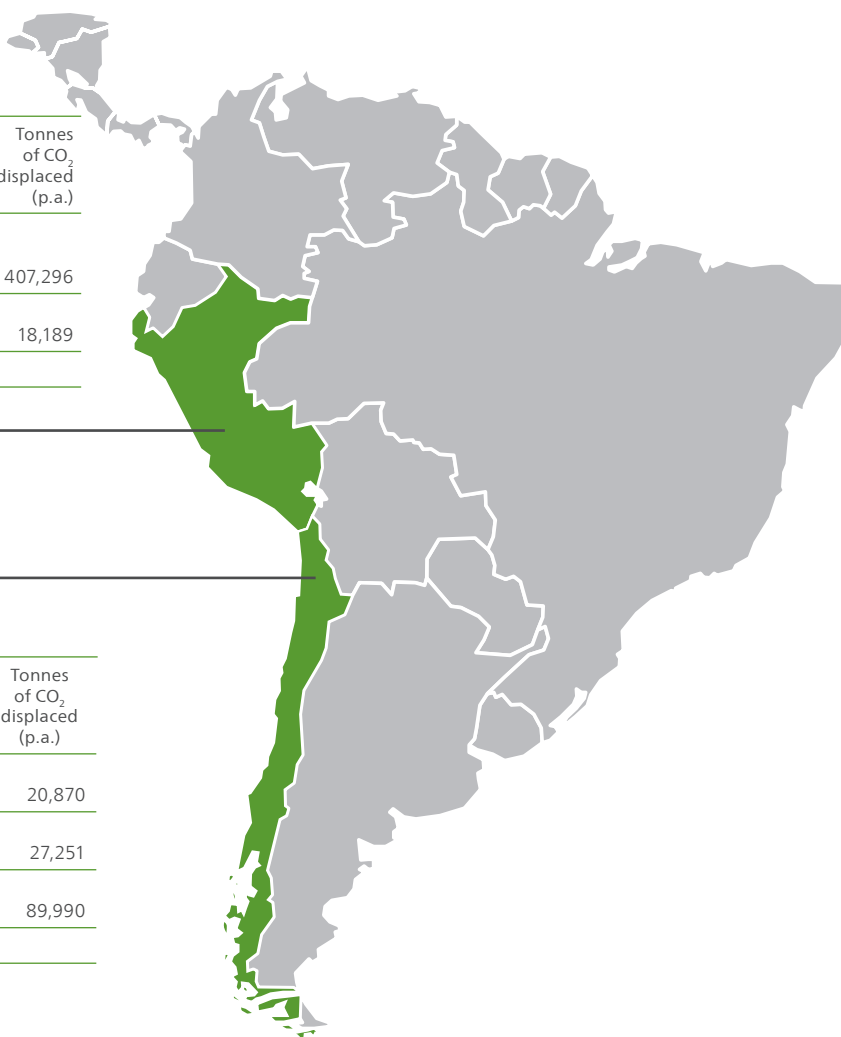 Tonnes
of CO₂
displaced
(p.a.)
407,296
18,189
Tonnes
of CO₂
displaced
(p.a.)
20,870
27,251
89,990